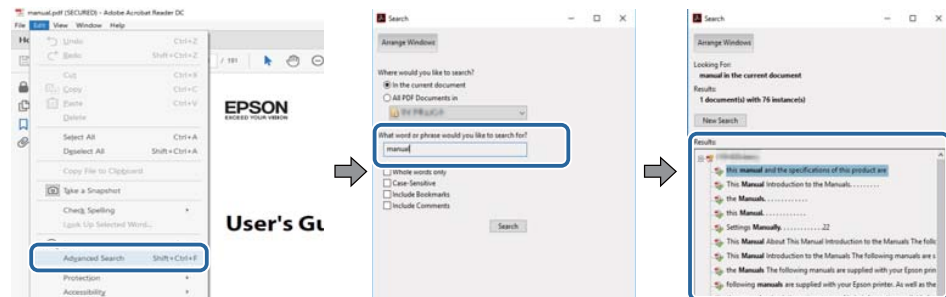 manual.pdf (SECURED) - Adobe Acrobat Reader DC
File Edit View Window Help
Undo Ctrl+Z
Redo Shift+Ctrl+Z
Cut Ctrl+X
Copy Ctrl+C
Paste Ctrl+V
Delete
Select All Ctrl+A
Deselect All Shift+Ctrl+A
Copy File to Clipboard
Take a Snapshot
Check Spelling
Look Up Selected Word...
Advanced Search Shift+Ctrl+F
Protection
Accessibility
/ 191
EPSON
EXCEED YOUR VISION
User's Gu
Search
Arrange Windows
Where would you like to search?
In the current document
All PDF Documents in
What word or phrase would you like to search for?
manual
Whole words only
Case-Sensitive
Include Bookmarks
Include Comments
Search
Search
Arrange Windows
Looking For:
manual in the current document
Results:
1 document(s) with 76 instance(s)
New Search
Results:
this manual and the specifications of this product are
This Manual Introduction to the Manuals. . . . . . . . .
the Manuals. . . . . . . . . . . . .
this Manual. . . . . . . . . . . . .
Settings Manually. . . . . . . . . . . . .22
This Manual About This Manual Introduction to the Manuals The follo
This Manual Introduction to the Manuals The following manuals are s
the Manuals The following manuals are supplied with your Epson prin
following manuals are supplied with your Epson printer. As well as the